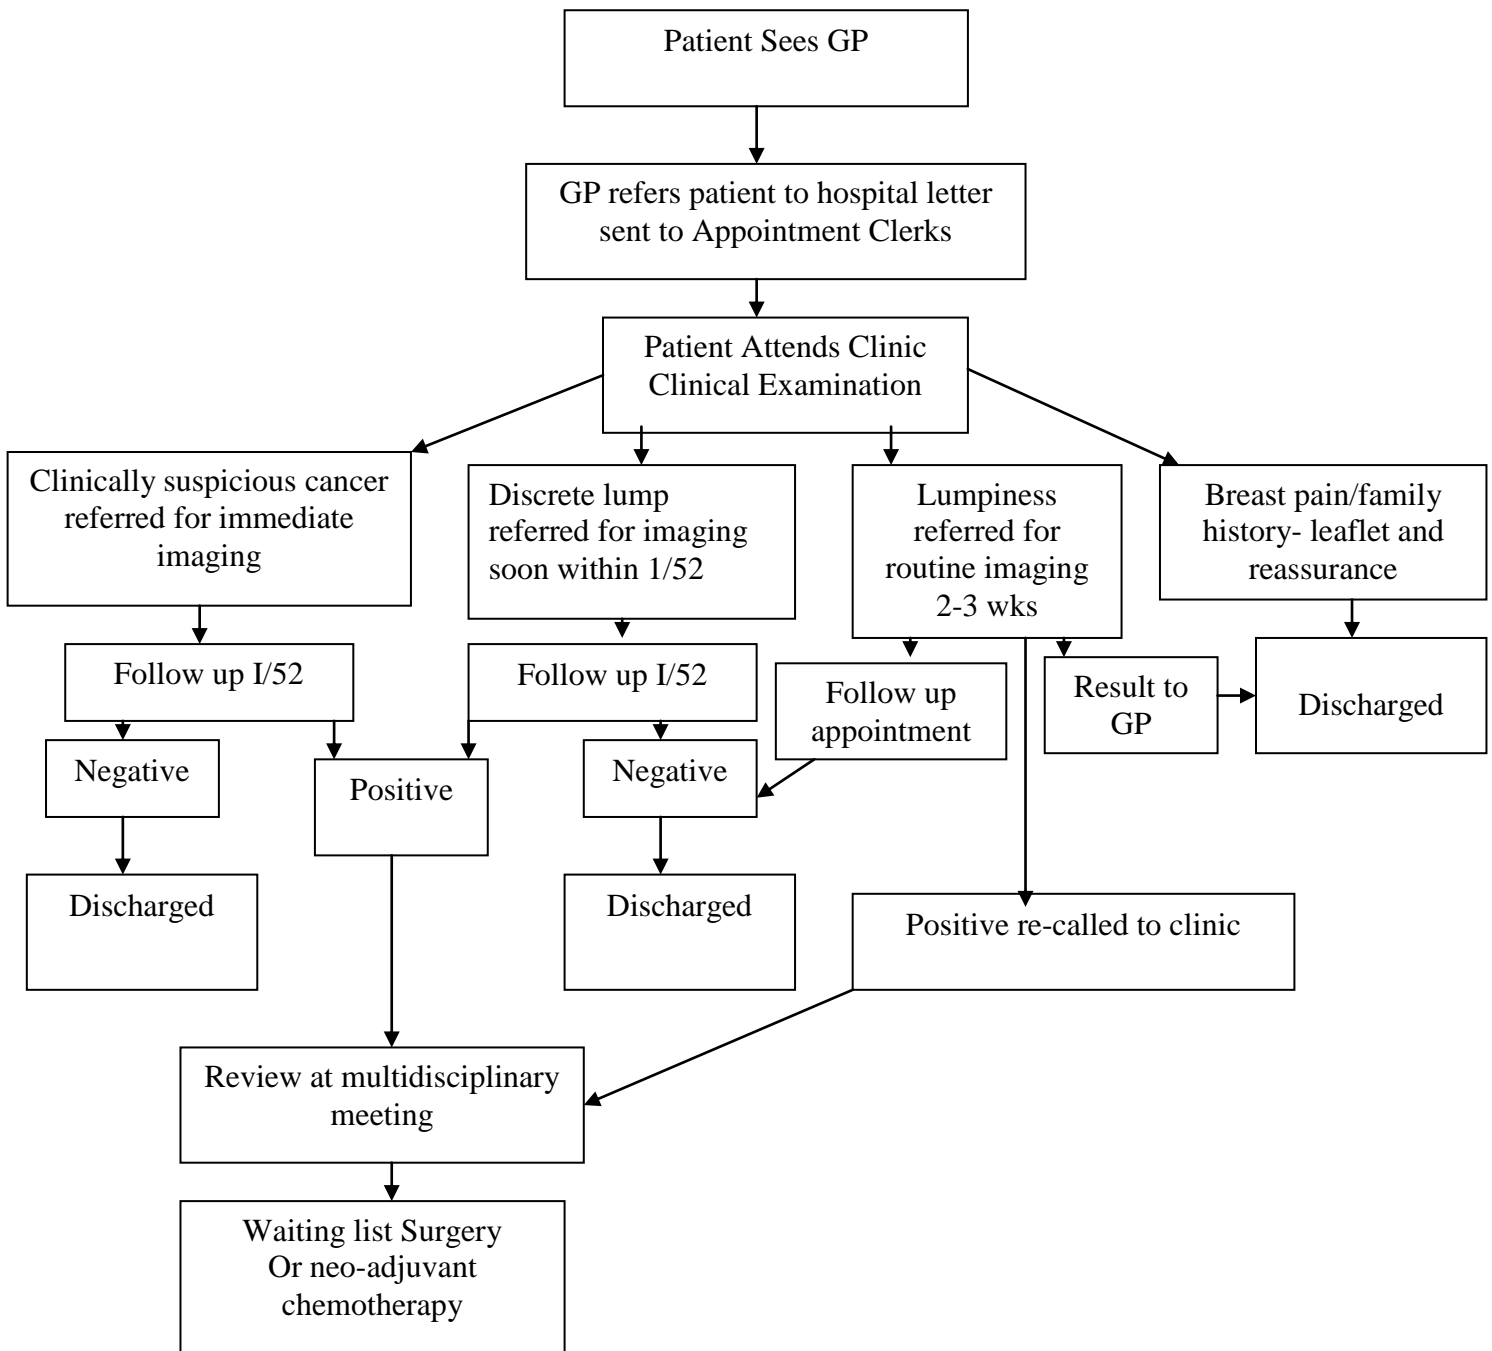 Patient Sees GP
GP refers patient to hospital letter
sent to Appointment Clerks
Patient Attends Clinic
Clinical Examination
Clinically suspicious cancer
referred for immediate
imaging
Discrete lump
referred for imaging
soon within 1/52
Lumpiness
referred for
routine imaging
2-3 wks
Breast pain/family
history- leaflet and
reassurance
Follow up I/52
Follow up I/52
Follow up
appointment
Result to
GP
Discharged
Negative
Positive
Negative
Discharged
Discharged
Positive re-called to clinic
Review at multidisciplinary
meeting
Waiting list Surgery
Or neo-adjuvant
chemotherapy